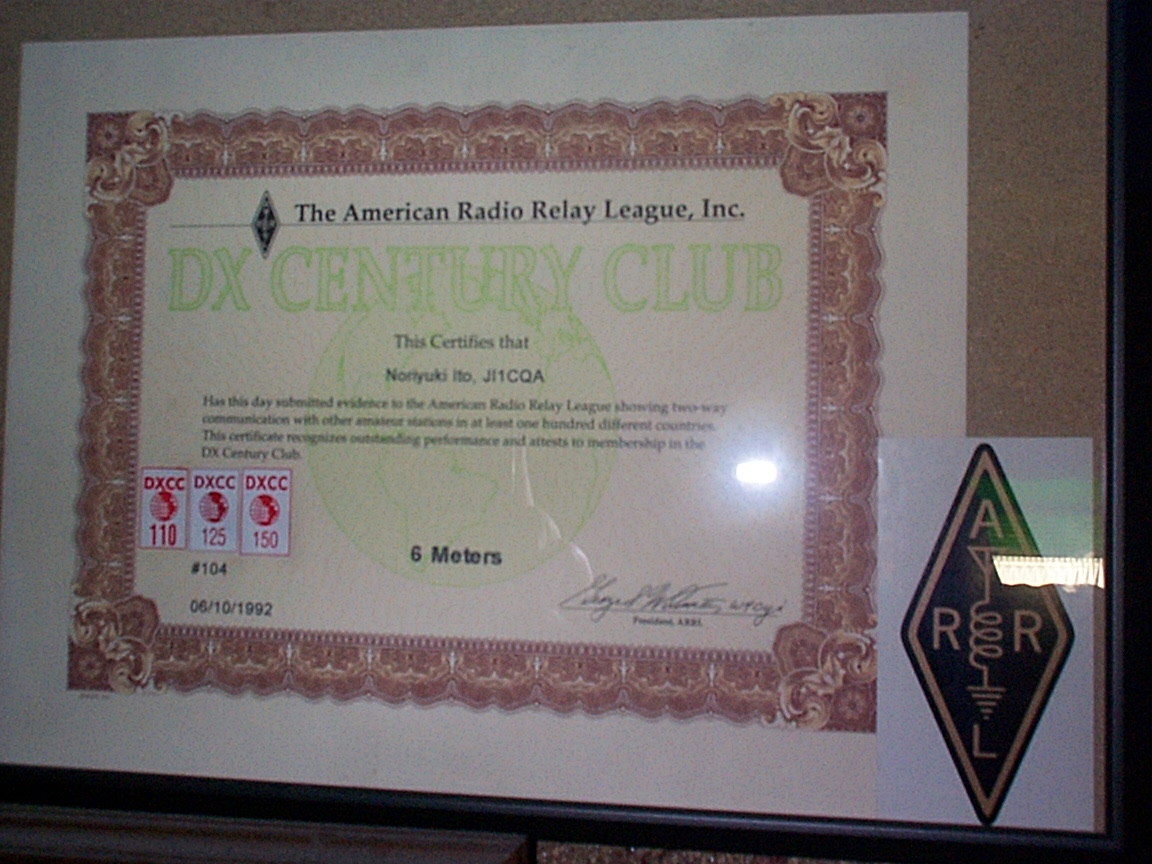 The American Radio Relay League, Inc.
DX CENTURY CLUB
This Certifies that
Noriyuki Ito, JI1CQA
Has this day submitted evidence to the American Radio Relay League showing two-way
communication with other amateur stations in at least one hundred different countries.
This certificate recognizes outstanding performance and attests to membership in the
DX Century Club.
DXCC DXCC DXCC
110 125 150
6 Meters
#104
06/10/1992
President, ARRL
A
R R
L